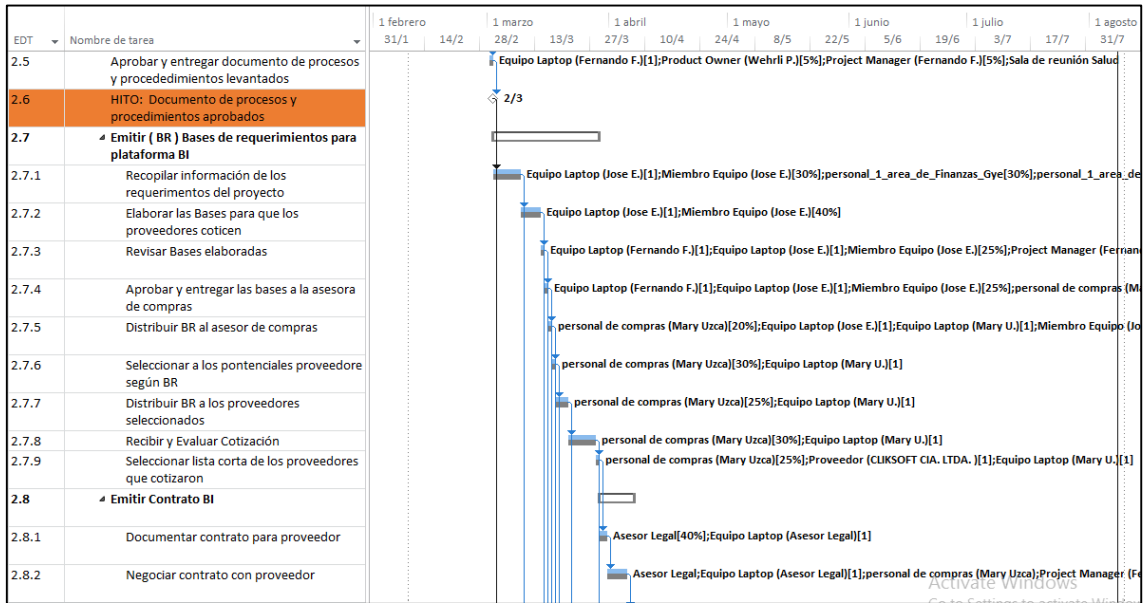 1 febrero 1 marzo 1 abril 1 mayo 1 junio 1 julio 1 agosto
EDT Nombre de tarea 31/1 14/2 28/2 13/3 27/3 10/4 24/4 8/5 22/5 5/6 19/6 3/7 17/7 31/7
2.5 Aprobar y entregar documento de procesos Equipo Laptop (Fernando F.)[1];Product Owner (Wehrli P.)[5%];Project Manager (Fernando F.)[5%];Sala de reunión Salud
y procededimientos levantados
2.6 HITO: Documento de procesos y 2/3
procedimientos aprobados
2.7 Emitir ( BR ) Bases de requerimientos para
plataforma BI
2.7.1 Recopilar información de los Equipo Laptop (Jose E.)[1];Miembro Equipo (Jose E.)[30%];personal_1_area_de_Finanzas_Gye[30%];personal_1_area_de
requerimentos del proyecto
2.7.2 Elaborar las Bases para que los Equipo Laptop (Jose E.)[1];Miembro Equipo (Jose E.)[40%]
proveedores coticen
2.7.3 Revisar Bases elaboradas Equipo Laptop (Fernando F.)[1];Equipo Laptop (Jose E.)[1];Miembro Equipo (Jose E.)[25%];Project Manager (Fernan
2.7.4 Aprobar y entregar las bases a la asesora Equipo Laptop (Fernando F.)[1];Equipo Laptop (Jose E.)[1];Miembro Equipo (Jose E.)[25%];personal de compras (Ma
de compras
2.7.5 Distribuir BR al asesor de compras personal de compras (Mary Uzca)[20%];Equipo Laptop (Jose E.)[1];Equipo Laptop (Mary U.)[1];Miembro Equipo (Jo
2.7.6 Seleccionar a los pontenciales proveedore personal de compras (Mary Uzca)[30%];Equipo Laptop (Mary U.)[1]
según BR
2.7.7 Distribuir BR a los proveedores personal de compras (Mary Uzca)[25%];Equipo Laptop (Mary U.)[1]
seleccionados
2.7.8 Recibir y Evaluar Cotización personal de compras (Mary Uzca)[30%];Equipo Laptop (Mary U.)[1]
2.7.9 Seleccionar lista corta de los proveedores personal de compras (Mary Uzca)[25%];Proveedor (CLIKSOFT CIA. LTDA. )[1];Equipo Laptop (Mary U.)[1]
que cotizaron
2.8 Emitir Contrato BI
2.8.1 Documentar contrato para proveedor Asesor Legal[40%];Equipo Laptop (Asesor Legal)[1]
2.8.2 Negociar contrato con proveedor Asesor Legal;Equipo Laptop (Asesor Legal)[1];personal de compras (Mary Uzca);Project Manager (Fe
Activate Windows